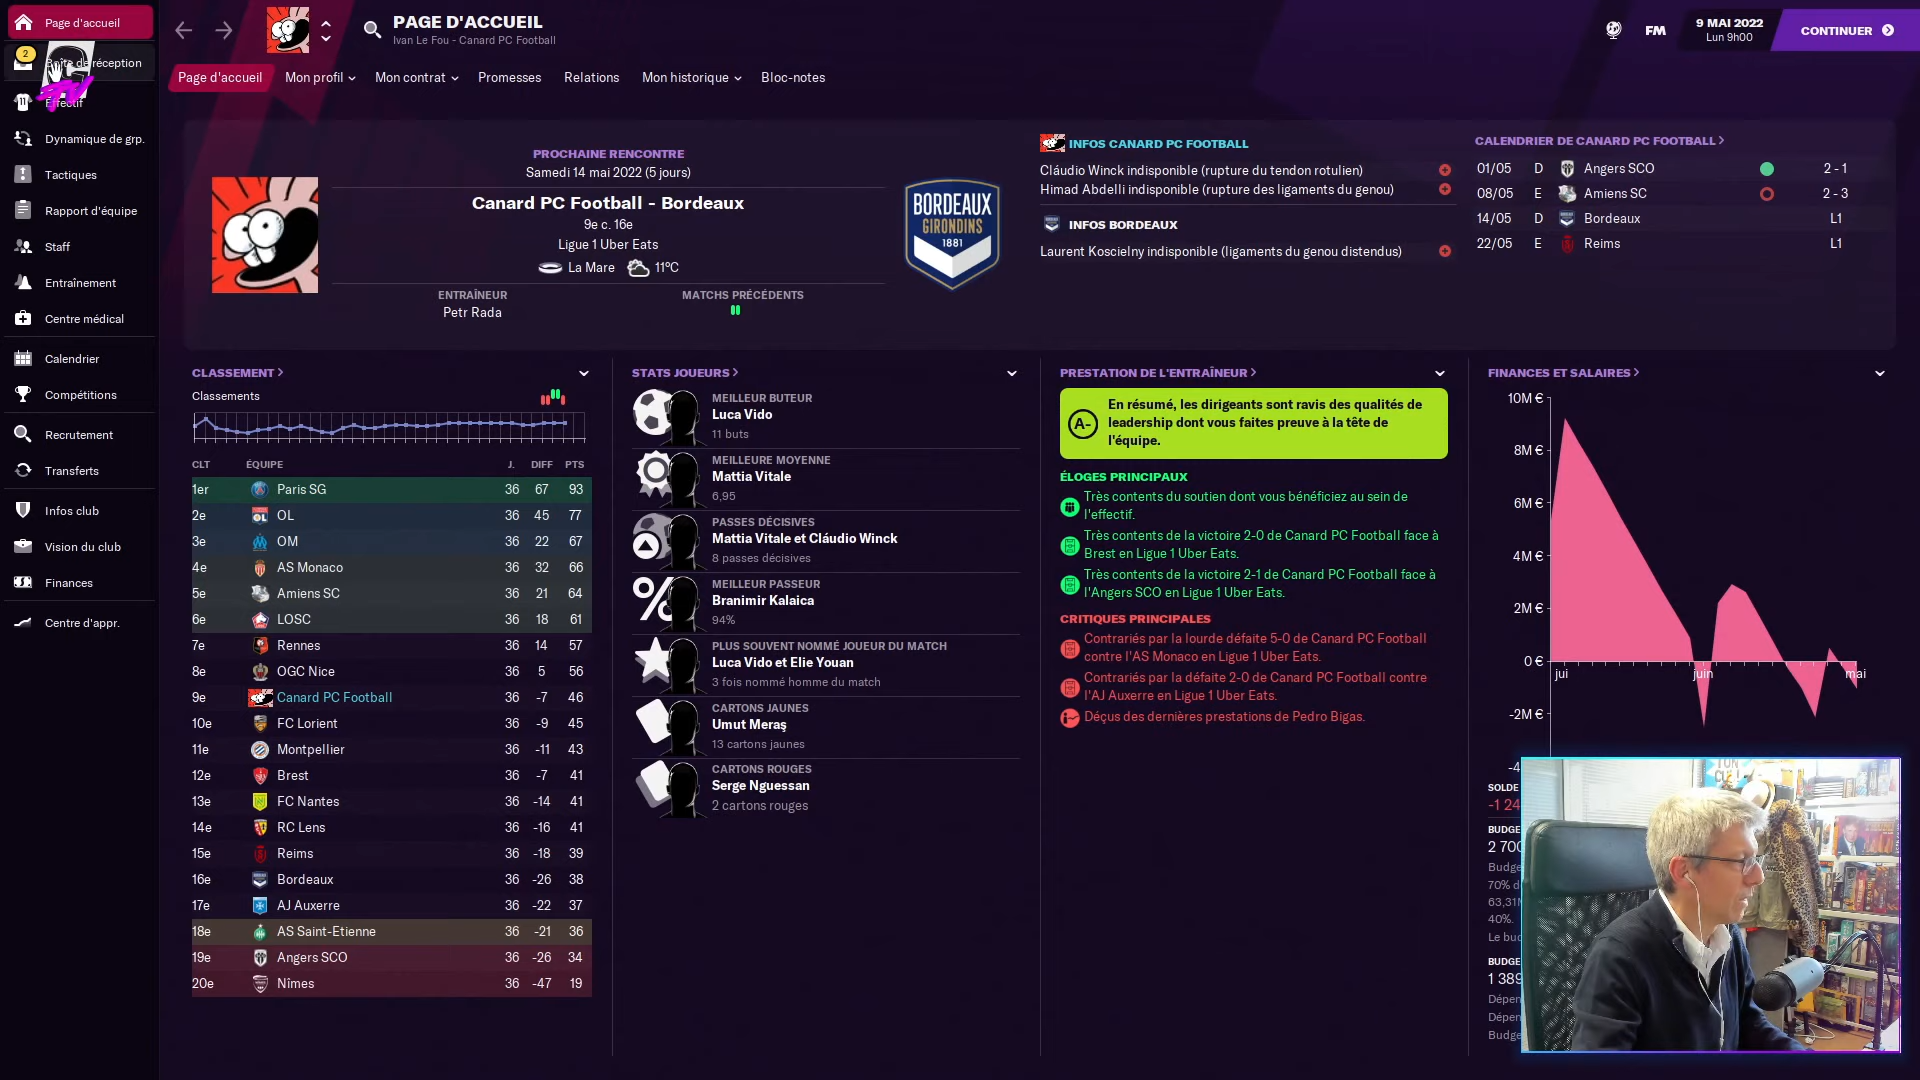 Page d'accueil
2
Boîte de réception
Effectif
Dynamique de grp.
Tactiques
Rapport d'équipe
Staff
Entraînement
Centre médical
Calendrier
Compétitions
Recrutement
Transferts
Infos club
Vision du club
Finances
Centre d'appr.
PAGE D'ACCUEIL
Ivan Le Fou - Canard PC Football
FM
9 MAI 2022
Lun 9h00
CONTINUER
Page d'accueil Mon profil Mon contrat Promesses Relations Mon historique Bloc-notes
PROCHAINE RENCONTRE
Samedi 14 mai 2022 (5 jours)
Canard PC Football - Bordeaux
9e c. 16e
Ligue 1 Uber Eats
La Mare 11°C
ENTRAÎNEUR
Petr Rada
MATCHS PRÉCÉDENTS
BORDEAUX
GIRONDINS
1881
INFOS CANARD PC FOOTBALL
Cláudio Winck indisponible (rupture du tendon rotulien)
Himad Abdelli indisponible (rupture des ligaments du genou)
INFOS BORDEAUX
Laurent Koscielny indisponible (ligaments du genou distendus)
CALENDRIER DE CANARD PC FOOTBALL
01/05 D Angers SCO 2 - 1
08/05 E Amiens SC 2 - 3
14/05 D Bordeaux L1
22/05 E Reims L1
CLASSEMENT
Classements
CLT ÉQUIPE J. DIFF PTS
1er Paris SG 36 67 93
2e OL 36 45 77
3e OM 36 22 67
4e AS Monaco 36 32 66
5e Amiens SC 36 21 64
6e LOSC 36 18 61
7e Rennes 36 14 57
8e OGC Nice 36 5 56
9e Canard PC Football 36 -7 46
10e FC Lorient 36 -9 45
11e Montpellier 36 -11 43
12e Brest 36 -7 41
13e FC Nantes 36 -14 41
14e RC Lens 36 -16 41
15e Reims 36 -18 39
16e Bordeaux 36 -26 38
17e AJ Auxerre 36 -22 37
18e AS Saint-Etienne 36 -21 36
19e Angers SCO 36 -26 34
20e Nîmes 36 -47 19
STATS JOUEURS
MEILLEUR BUTEUR
Luca Vido
11 buts
MEILLEURE MOYENNE
Mattia Vitale
6,95
PASSES DÉCISIVES
Mattia Vitale et Cláudio Winck
8 passes décisives
MEILLEUR PASSEUR
Branimir Kalaica
94%
PLUS SOUVENT NOMMÉ JOUEUR DU MATCH
Luca Vido et Elie Youan
3 fois nommé homme du match
CARTONS JAUNES
Umut Meraş
13 cartons jaunes
CARTONS ROUGES
Serge Nguessan
2 cartons rouges
PRESTATION DE L'ENTRAÎNEUR
A-
En résumé, les dirigeants sont ravis des qualités de
leadership dont vous faites preuve à la tête de
l'équipe.
ÉLOGES PRINCIPAUX
Très contents du soutien dont vous bénéficiez au sein de
l'effectif.
Très contents de la victoire 2-0 de Canard PC Football face à
Brest en Ligue 1 Uber Eats.
Très contents de la victoire 2-1 de Canard PC Football face à
l'Angers SCO en Ligue 1 Uber Eats.
CRITIQUES PRINCIPALES
Contrariés par la lourde défaite 5-0 de Canard PC Football
contre l'AS Monaco en Ligue 1 Uber Eats.
Contrariés par la défaite 2-0 de Canard PC Football contre
l'AJ Auxerre en Ligue 1 Uber Eats.
Déçus des dernières prestations de Pedro Bigas.
FINANCES ET SALAIRES
10M €
8M €
6M €
4M €
2M €
0 €
jui juin mai
-2M €
-4
SOLDE
-1 24
BUDGE
2 700
Budge
70% d
63,31M
40%.
Le buc
BUDGE
1 389
Dépen
Dépen
Budge